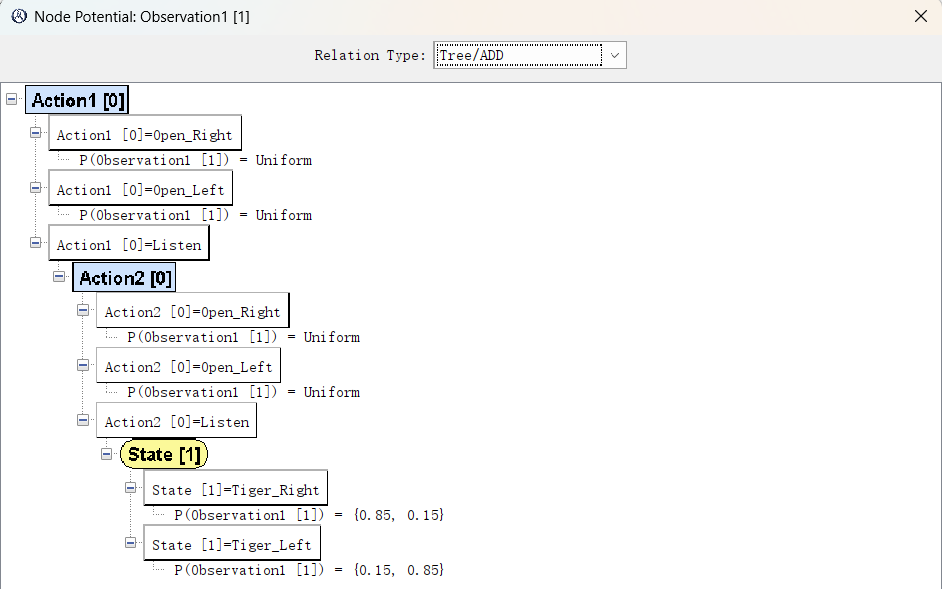 Node Potential: Observation1 [1]
Relation Type: Tree/ADD
Action1 [0]
Action1 [0]=Open_Right
P(Observation1 [1]) = Uniform
Action1 [0]=Open_Left
P(Observation1 [1]) = Uniform
Action1 [0]=Listen
Action2 [0]
Action2 [0]=Open_Right
P(Observation1 [1]) = Uniform
Action2 [0]=Open_Left
P(Observation1 [1]) = Uniform
Action2 [0]=Listen
State [1]
State [1]=Tiger_Right
P(Observation1 [1]) = {0.85, 0.15}
State [1]=Tiger_Left
P(Observation1 [1]) = {0.15, 0.85}